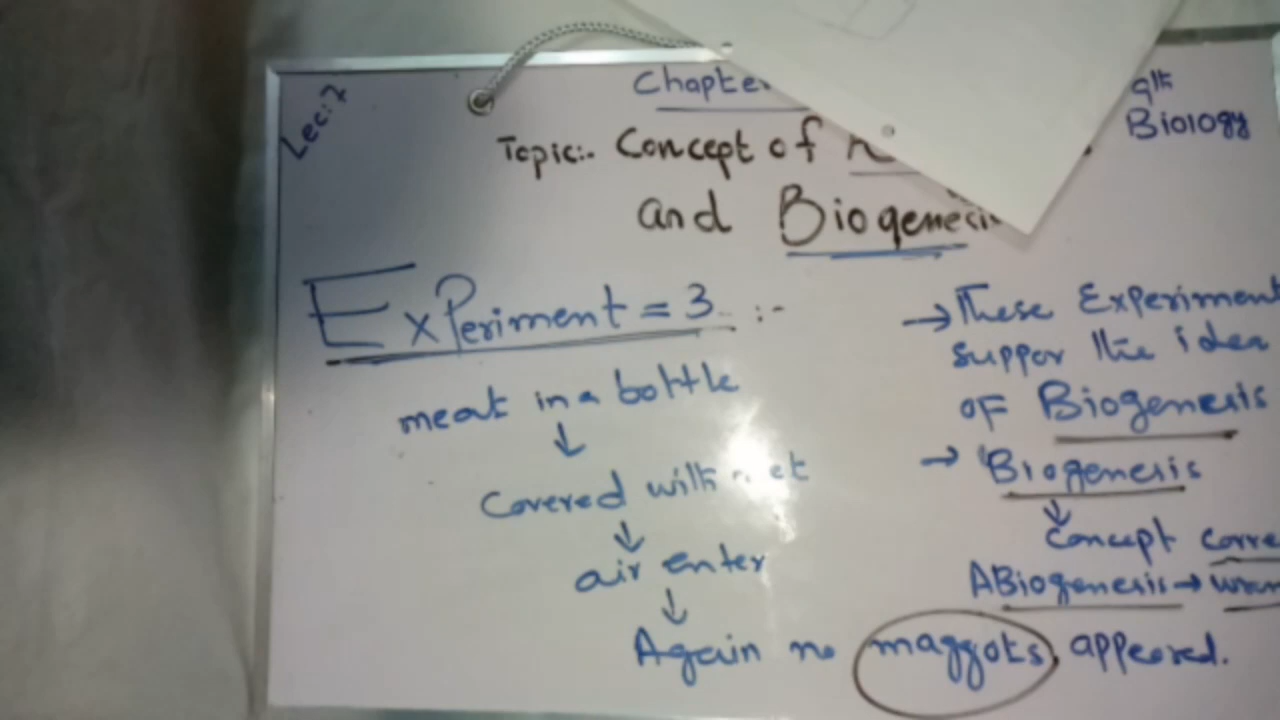 Lec:7
Chapter
9th
Biology
Topic:- Concept of
and Biogenesis
Experiment = 3 :-
meat in a bottle
↓
Covered with
↓
air enter
↓
Again no maggots appeared.
→ These Experiment
Suppor the idea
OF Biogenesis
→ Biogenesis
↓
Concept Corre
ABiogenesis →